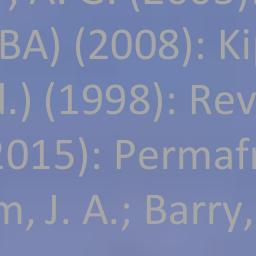 BA) (2008): Ki
.) (1998): Rev
2015): Permafr
m, J. A.; Barry,